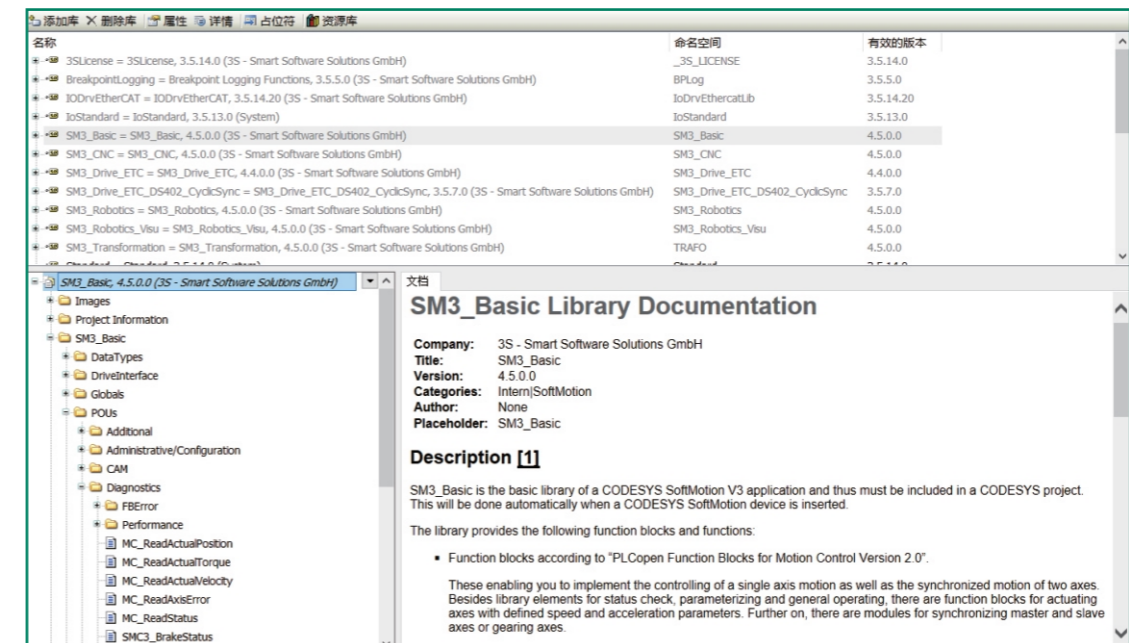 添加库 删除库 属性 详情 占位符 资源库
名称 命名空间 有效的版本
3SLicense = 3SLicense, 3.5.14.0 (3S - Smart Software Solutions GmbH) _3S_LICENSE 3.5.14.0
BreakpointLogging = Breakpoint Logging Functions, 3.5.5.0 (3S - Smart Software Solutions GmbH) BPLog 3.5.5.0
IODrvEtherCAT = IODrvEtherCAT, 3.5.14.20 (3S - Smart Software Solutions GmbH) IoDrvEthercatLib 3.5.14.20
IoStandard = IoStandard, 3.5.13.0 (System) IoStandard 3.5.13.0
SM3_Basic = SM3_Basic, 4.5.0.0 (3S - Smart Software Solutions GmbH) SM3_Basic 4.5.0.0
SM3_CNC = SM3_CNC, 4.5.0.0 (3S - Smart Software Solutions GmbH) SM3_CNC 4.5.0.0
SM3_Drive_ETC = SM3_Drive_ETC, 4.4.0.0 (3S - Smart Software Solutions GmbH) SM3_Drive_ETC 4.4.0.0
SM3_Drive_ETC_DS402_CyclicSync = SM3_Drive_ETC_DS402_CyclicSync, 3.5.7.0 (3S - Smart Software Solutions GmbH) SM3_Drive_ETC_DS402_CyclicSync 3.5.7.0
SM3_Robotics = SM3_Robotics, 4.5.0.0 (3S - Smart Software Solutions GmbH) SM3_Robotics 4.5.0.0
SM3_Robotics_Visu = SM3_Robotics_Visu, 4.5.0.0 (3S - Smart Software Solutions GmbH) SM3_Robotics_Visu 4.5.0.0
SM3_Transformation = SM3_Transformation, 4.5.0.0 (3S - Smart Software Solutions GmbH) TRAFO 4.5.0.0
SM3_Basic, 4.5.0.0 (3S - Smart Software Solutions GmbH)
Images
Project Information
SM3_Basic
DataTypes
DriveInterface
Globals
POUs
Additional
Administrative/Configuration
CAM
Diagnostics
FBError
Performance
MC_ReadActualPosition
MC_ReadActualTorque
MC_ReadActualVelocity
MC_ReadAxisError
MC_ReadStatus
SMC3_BrakeStatus
文档
SM3_Basic Library Documentation
Company: 3S - Smart Software Solutions GmbH
Title: SM3_Basic
Version: 4.5.0.0
Categories: Intern|SoftMotion
Author: None
Placeholder: SM3_Basic
Description [1]
SM3_Basic is the basic library of a CODESYS SoftMotion V3 application and thus must be included in a CODESYS project.
This will be done automatically when a CODESYS SoftMotion device is inserted.
The library provides the following function blocks and functions:
• Function blocks according to “PLCopen Function Blocks for Motion Control Version 2.0”.
These enabling you to implement the controlling of a single axis motion as well as the synchronized motion of two axes.
Besides library elements for status check, parameterizing and general operating, there are function blocks for actuating
axes with defined speed and acceleration parameters. Further on, there are modules for synchronizing master and slave
axes or gearing axes.